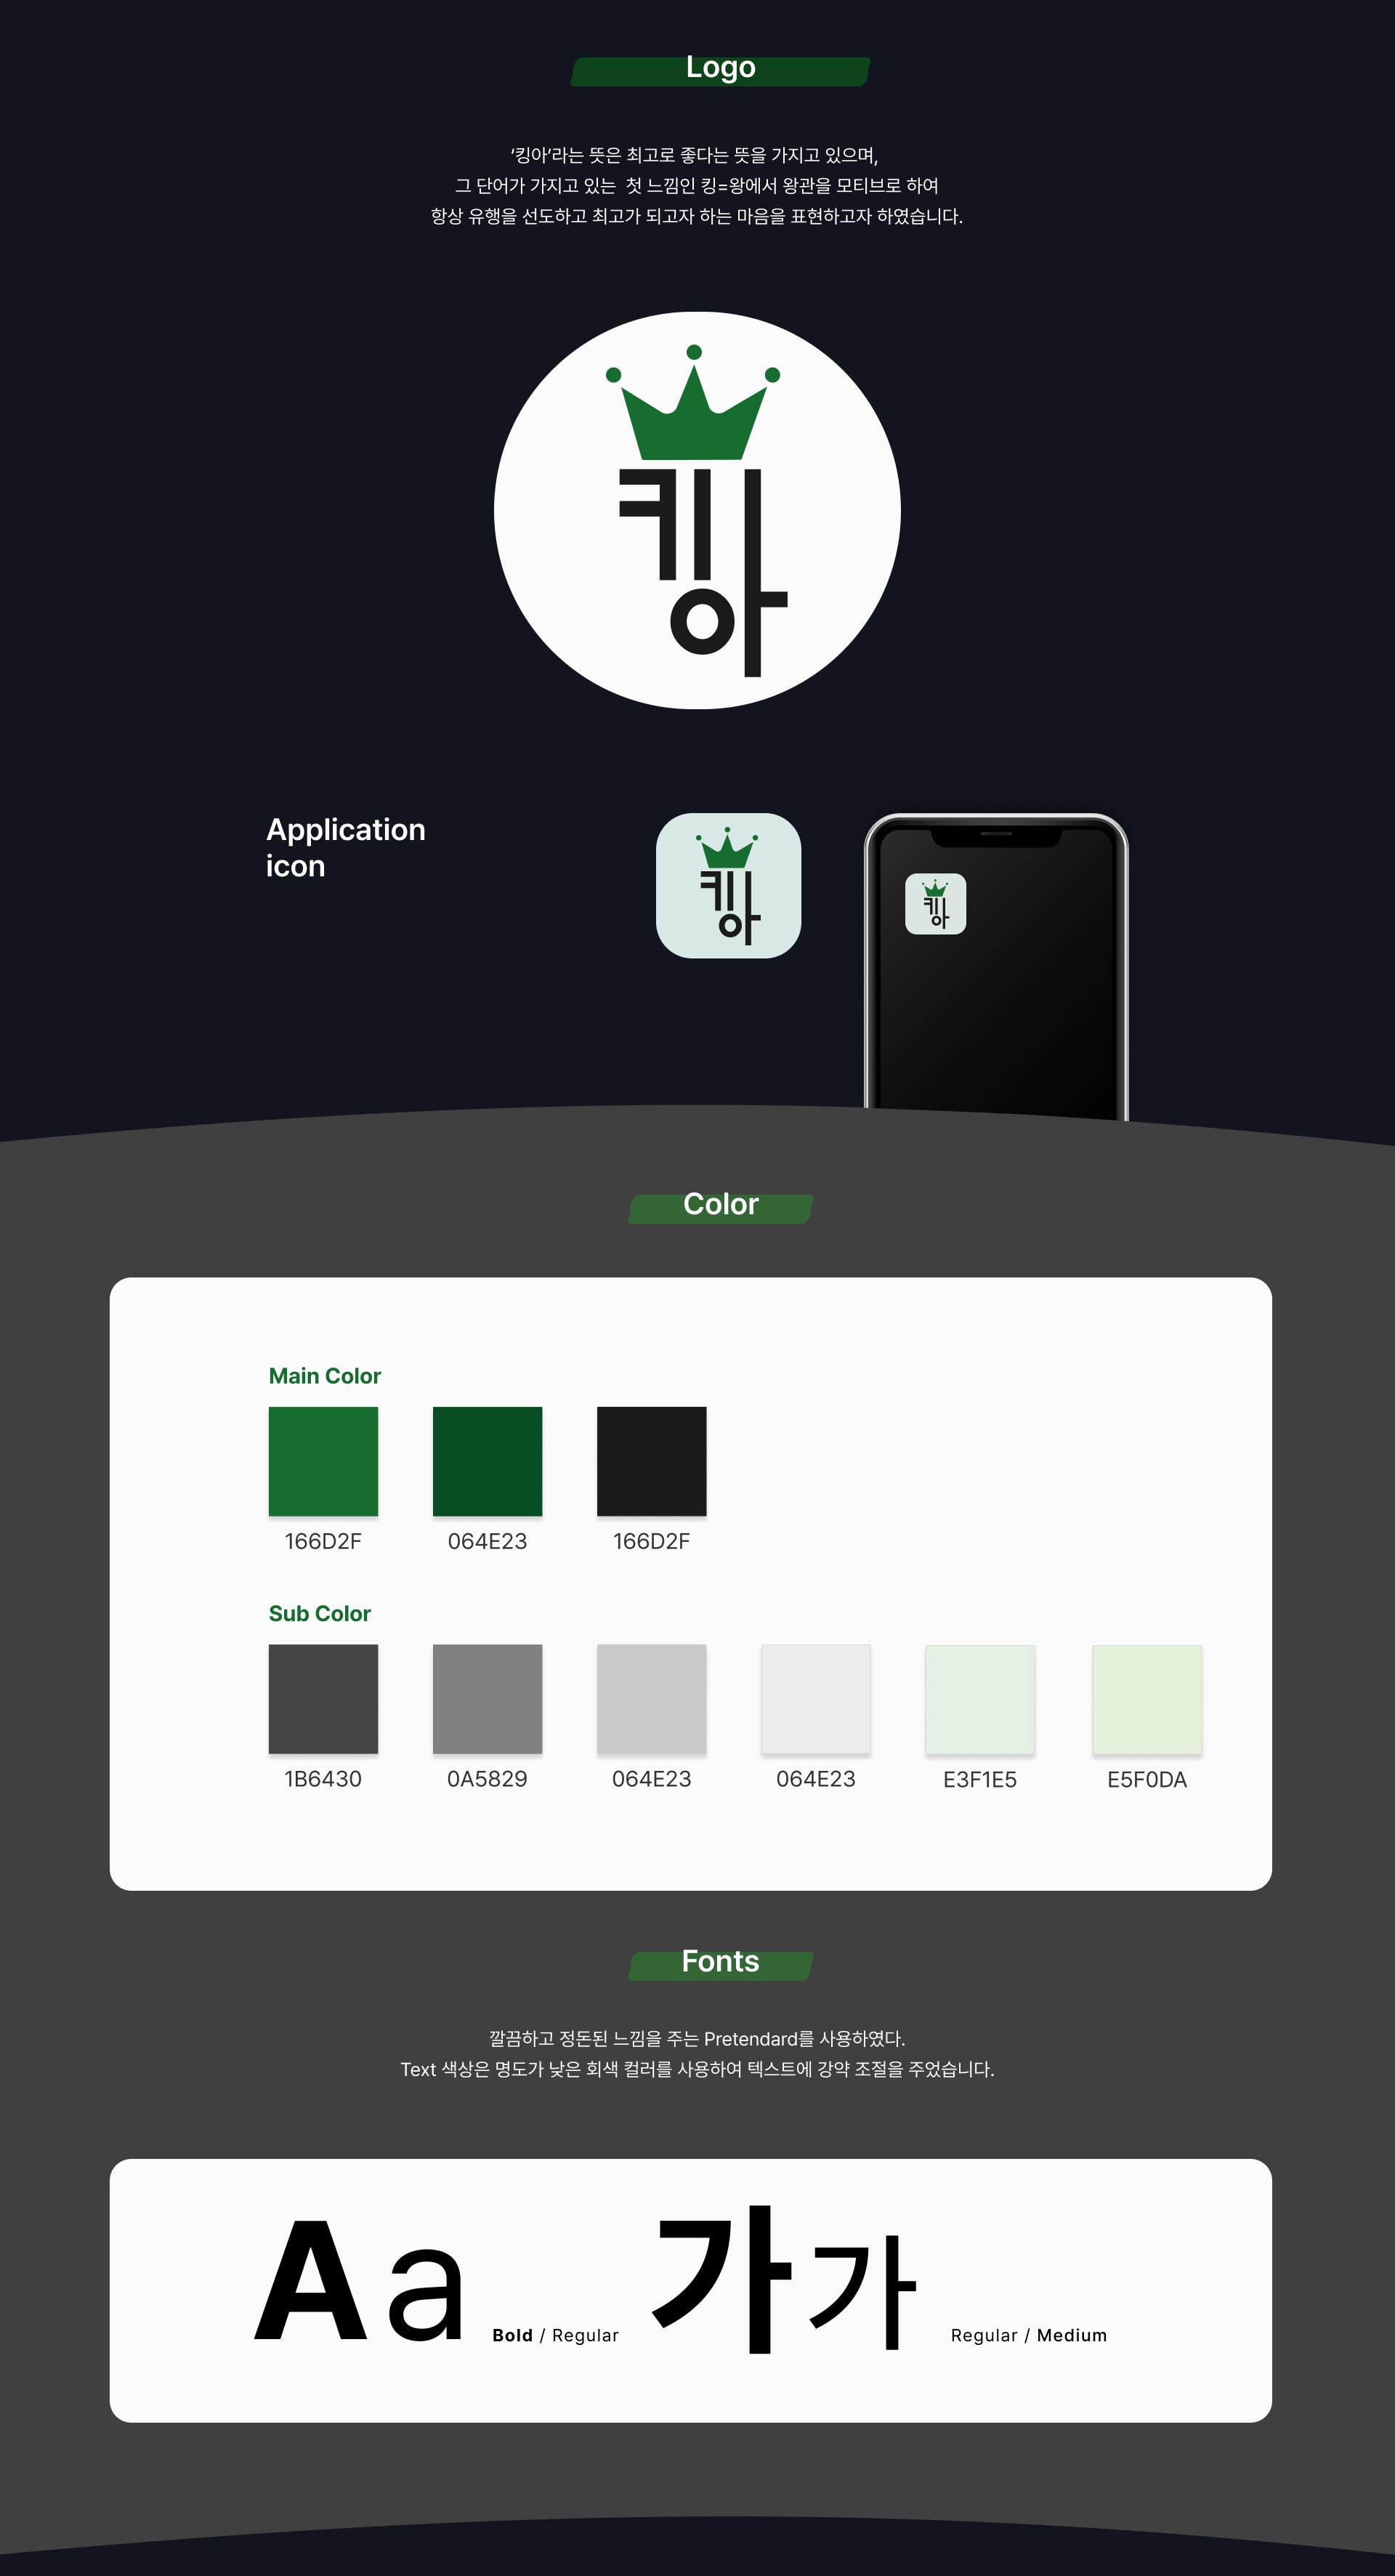 Logo
‘킹아’라는 뜻은 최고로 좋다는 뜻을 가지고 있으며,
그 단어가 가지고 있는 첫 느낌인 킹=왕에서 왕관을 모티브로 하여
항상 유행을 선도하고 최고가 되고자 하는 마음을 표현하고자 하였습니다.
킹아
Application
icon
킹아
킹아
Color
Main Color
166D2F 064E23 166D2F
Sub Color
1B6430 0A5829 064E23 064E23 E3F1E5 E5F0DA
Fonts
깔끔하고 정돈된 느낌을 주는 Pretendard를 사용하였다.
Text 색상은 명도가 낮은 회색 컬러를 사용하여 텍스트에 강약 조절을 주었습니다.
Aa Bold / Regular 가가 Regular / Medium